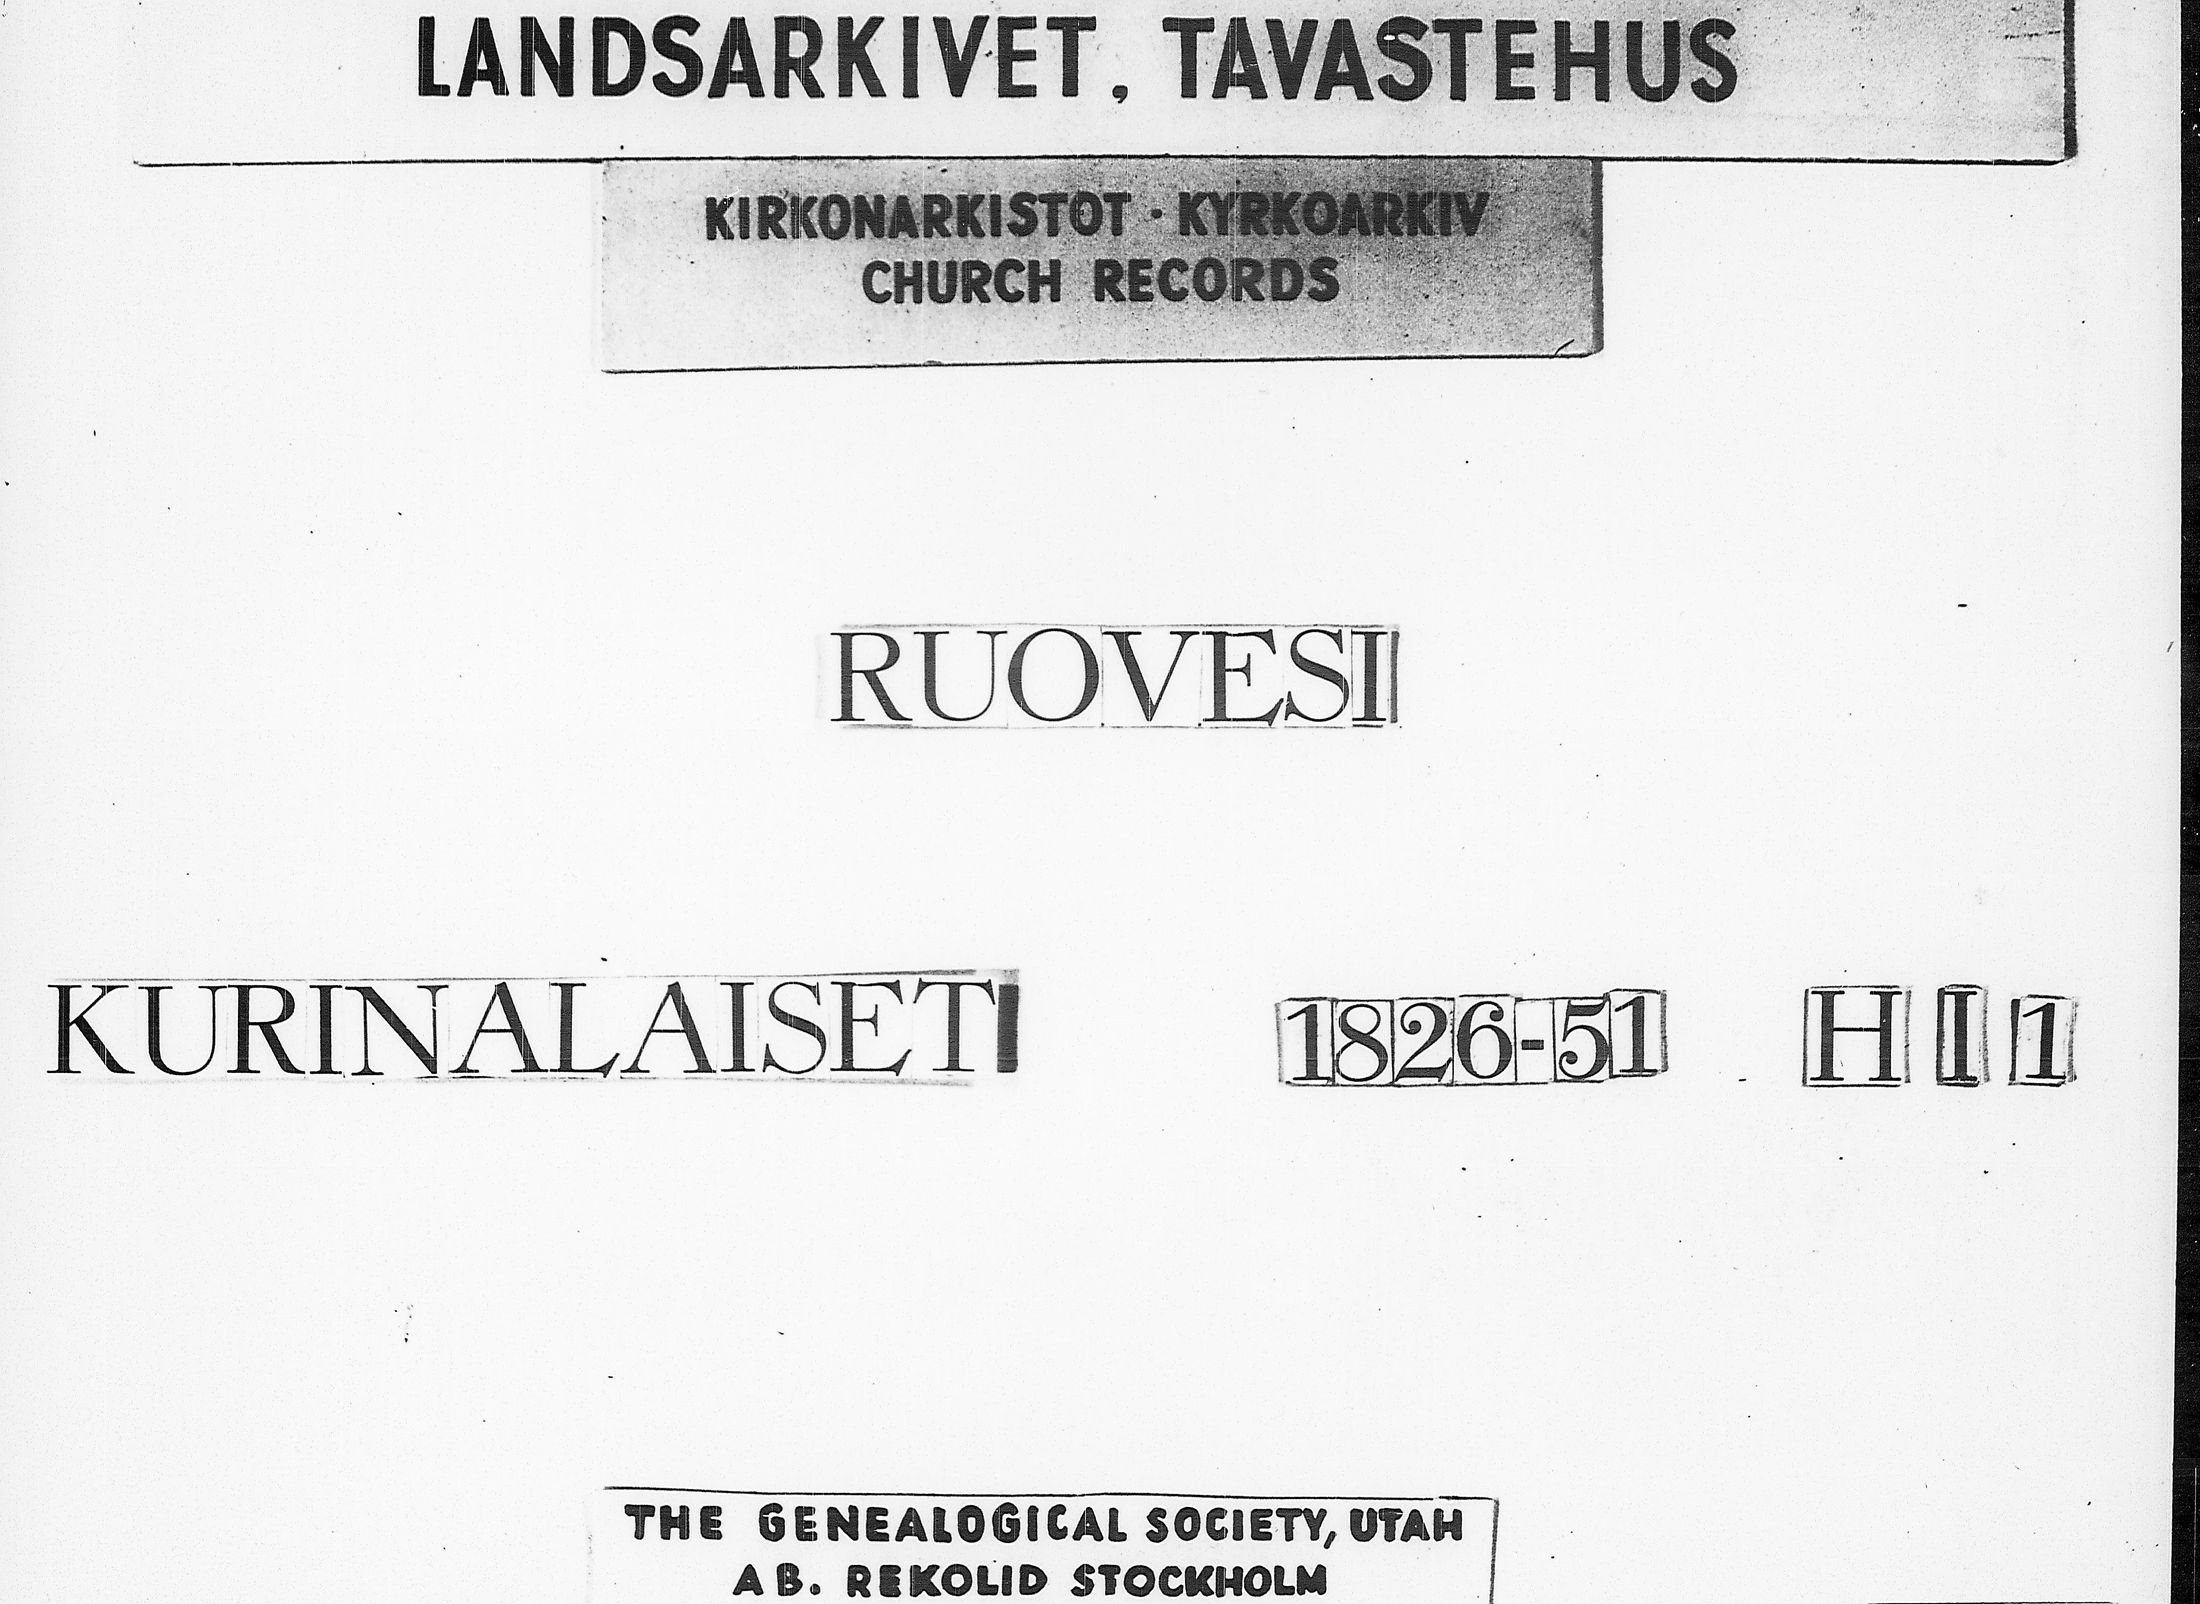 LANDSARKIVET, TAVASTEHUS
KIRKONARKISTOT · KYRKOARKIV
CHURCH RECORDS
RUOVESI
KURINALAISET 1826-51 H I 1
THE GENEALOGICAL SOCIETY, UTAH
AB. REKOLID STOCKHOLM